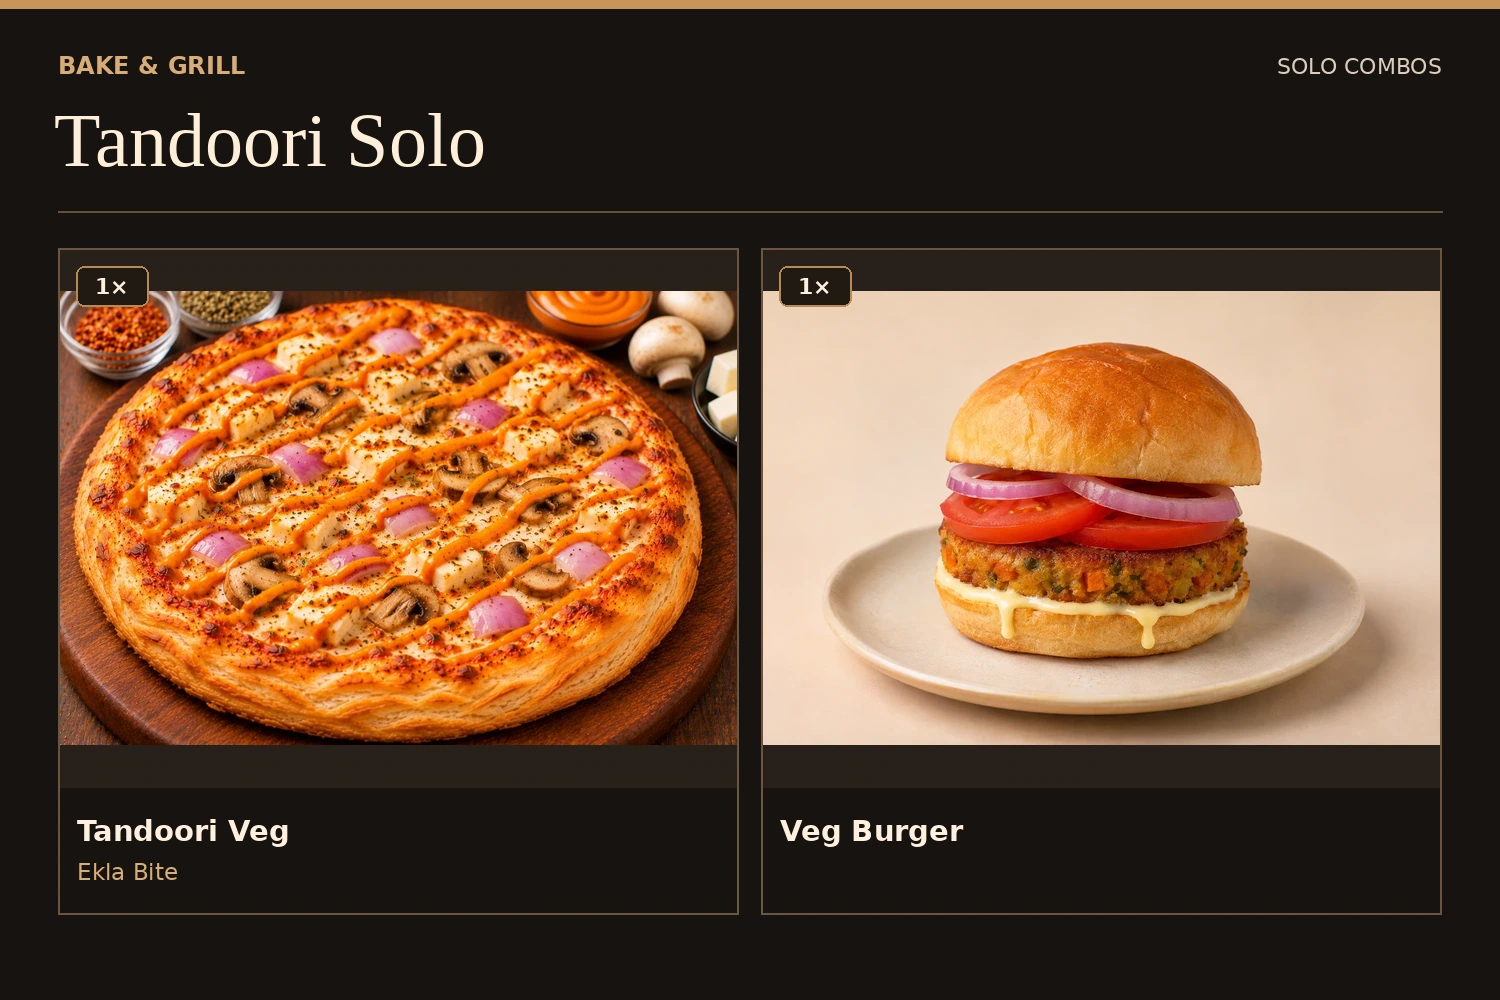 BAKE & GRILL
SOLO COMBOS
Tandoori Solo
1×
1×
Tandoori Veg
Ekla Bite
Veg Burger